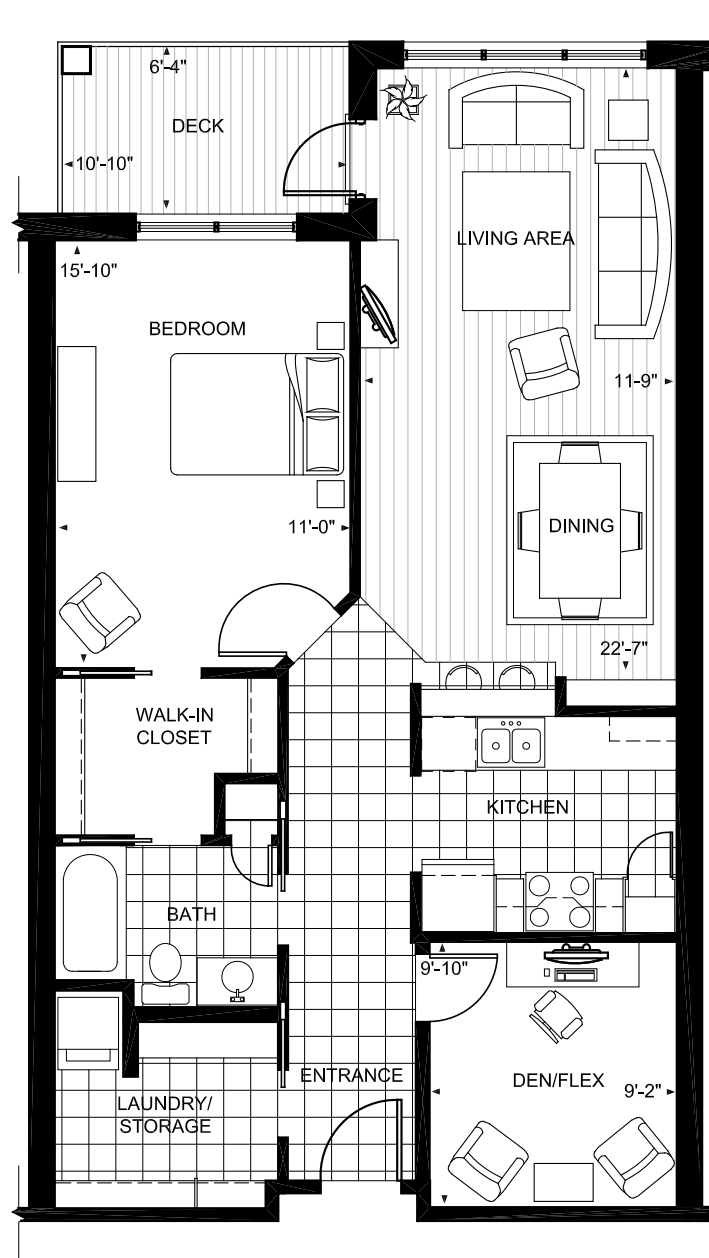 6'-4"
DECK
10'-10"
LIVING AREA
15'-10"
BEDROOM
11'-9"
11'-0"
DINING
22'-7"
WALK-IN
CLOSET
KITCHEN
BATH
9'-10"
ENTRANCE
DEN/FLEX
9'-2"
LAUNDRY/
STORAGE